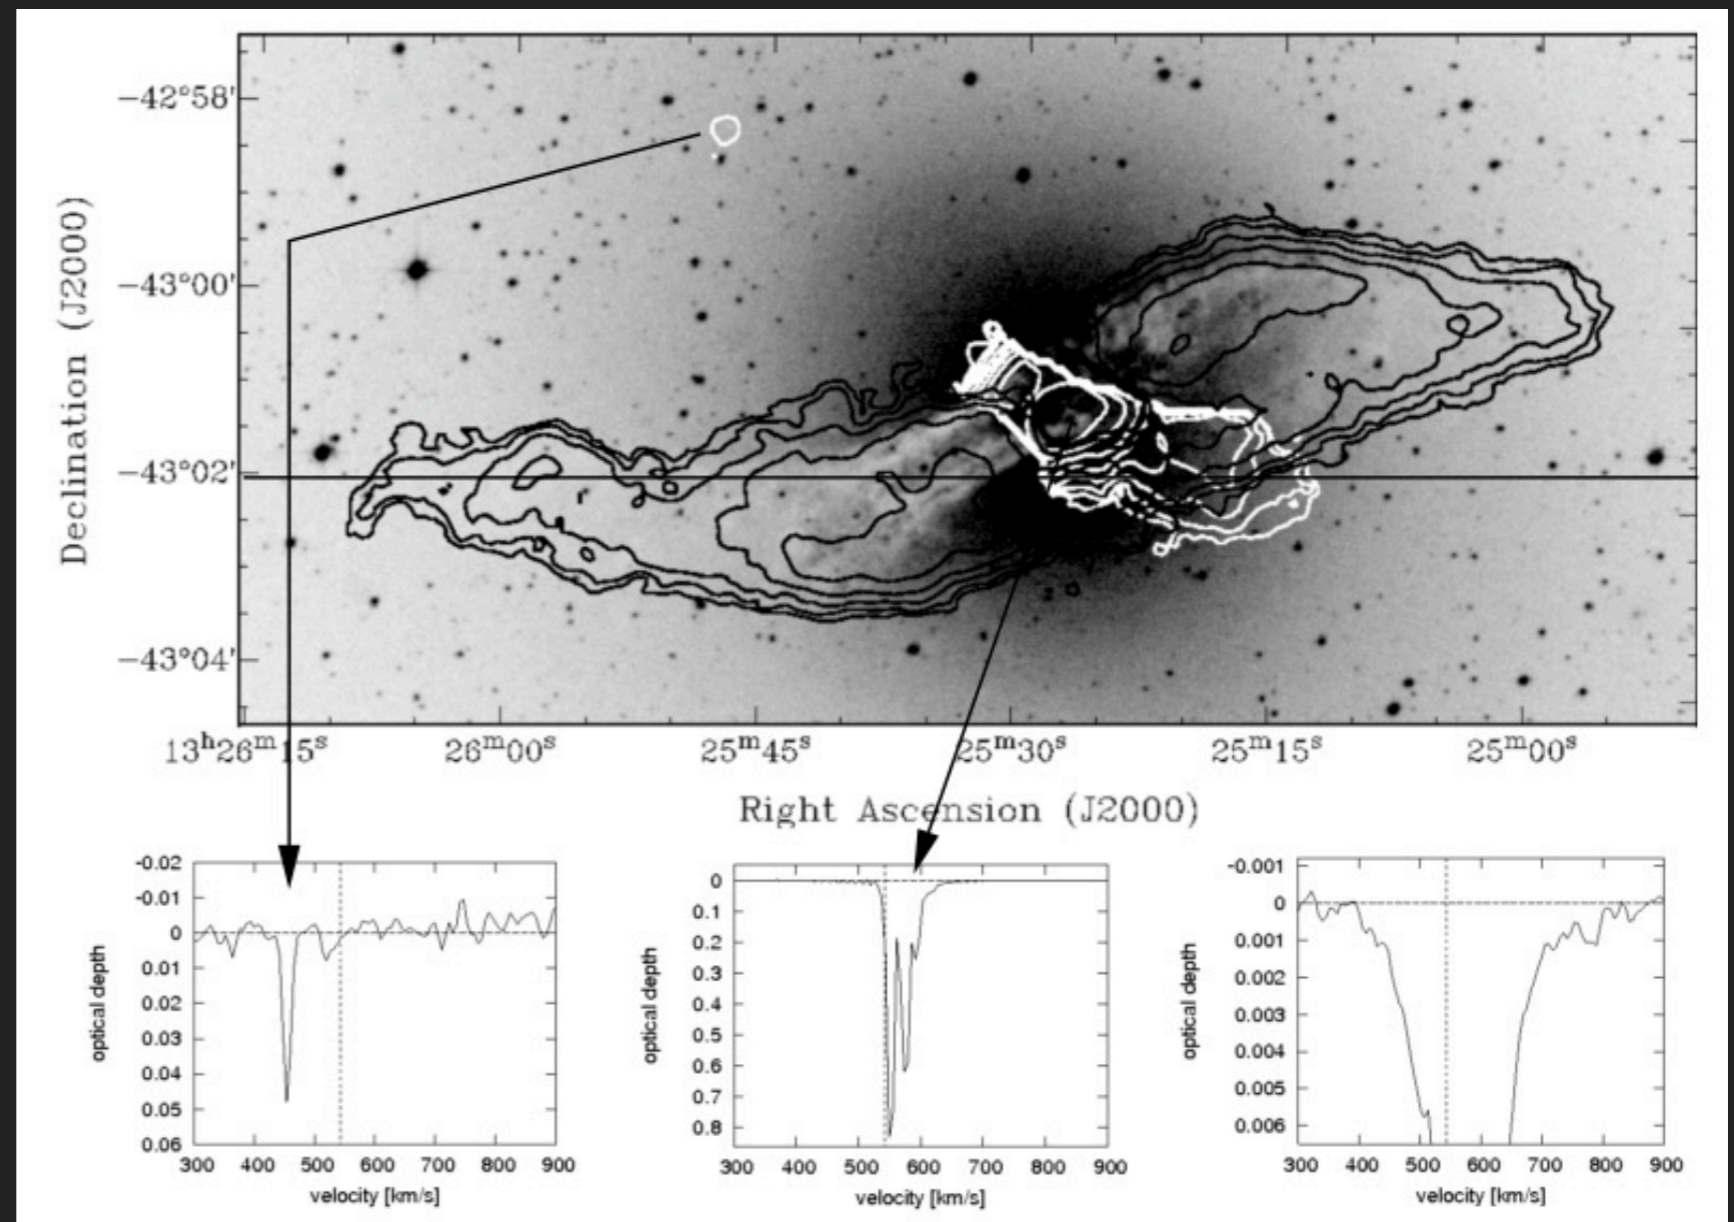 Declination (J2000)
−42°58'
−43°00'
−43°02'
−43°04'
13h26m15s 26m00s 25m45s 25m30s 25m15s 25m00s
Right Ascension (J2000)
optical depth
-0.02
-0.01
0
0.01
0.02
0.03
0.04
0.05
0.06
300 400 500 600 700 800 900
velocity [km/s]
optical depth
0
0.1
0.2
0.3
0.4
0.5
0.6
0.7
0.8
300 400 500 600 700 800 900
velocity [km/s]
optical depth
-0.001
0
0.001
0.002
0.003
0.004
0.005
0.006
300 400 500 600 700 800 900
velocity [km/s]